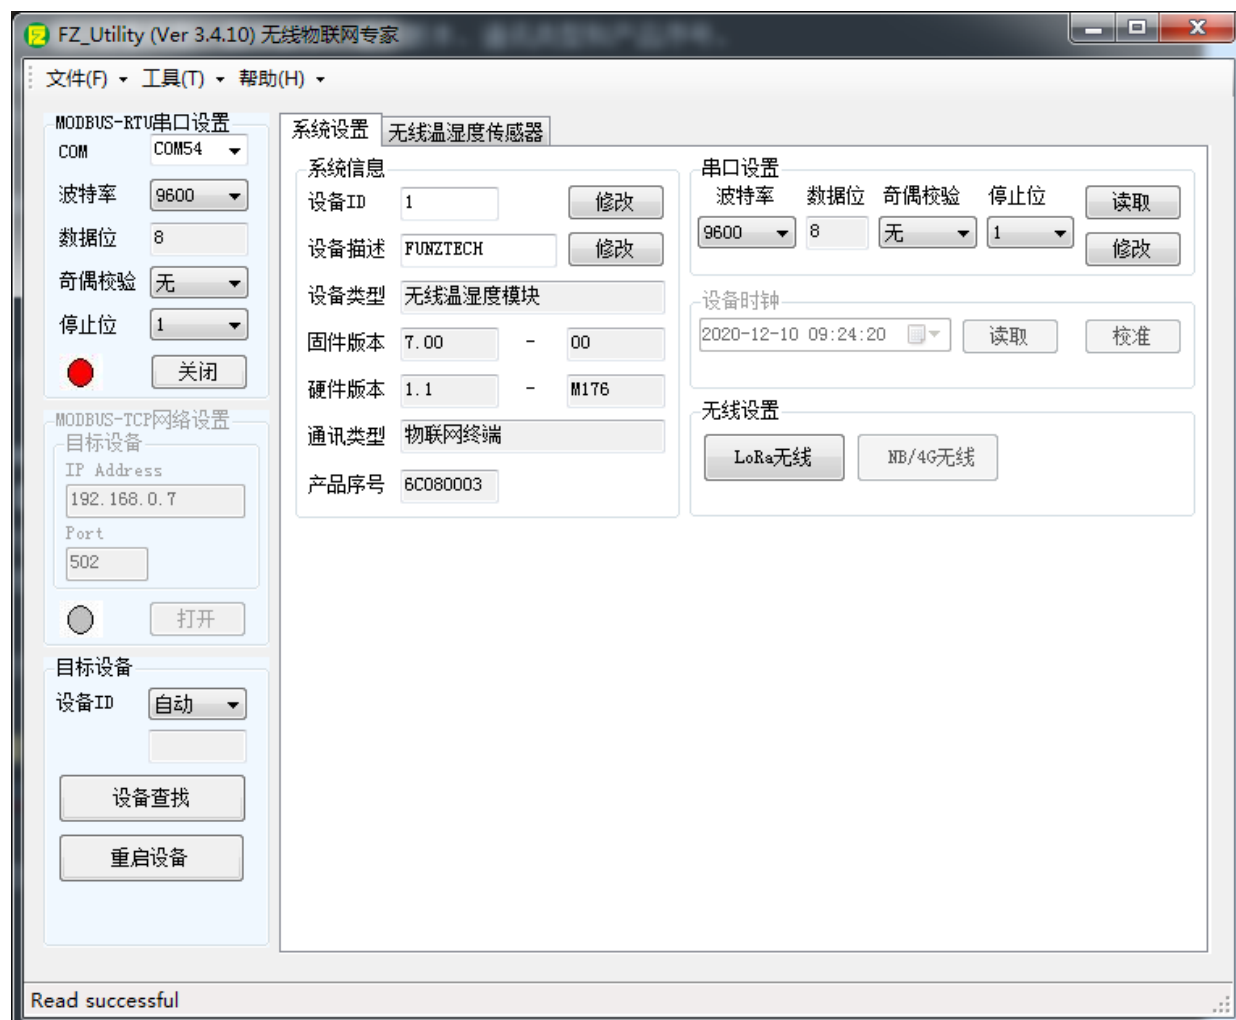 FZ_Utility (Ver 3.4.10) 无线物联网专家
文件(F) 工具(T) 帮助(H)
MODBUS-RTU串口设置
COM COM54
波特率 9600
数据位 8
奇偶校验 无
停止位 1
关闭
MODBUS-TCP网络设置
目标设备
IP Address
192.168.0.7
Port
502
打开
目标设备
设备ID 自动
设备查找
重启设备
系统设置 无线温湿度传感器
系统信息
设备ID 1 修改
设备描述 FUNZTECH 修改
设备类型 无线温湿度模块
固件版本 7.00 - 00
硬件版本 1.1 - M176
通讯类型 物联网终端
产品序号 6C080003
串口设置
波特率 数据位 奇偶校验 停止位 读取
9600 8 无 1 修改
设备时钟
2020-12-10 09:24:20 读取 校准
无线设置
LoRa无线 NB/4G无线
Read successful